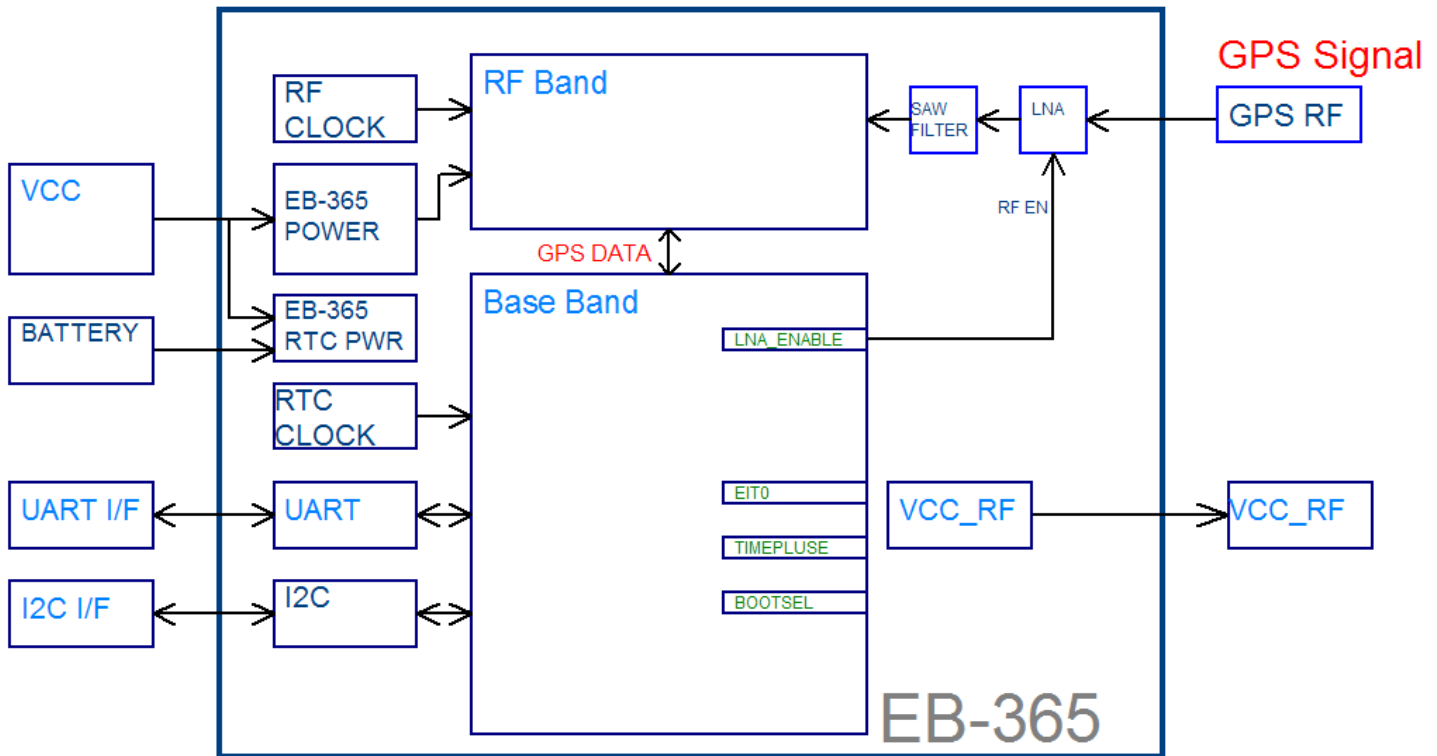 GPS Signal
RF Band
RF
CLOCK
SAW
FILTER
LNA
GPS RF
VCC
EB-365
POWER
RF EN
GPS DATA
Base Band
EB-365
RTC PWR
BATTERY
LNA_ENABLE
RTC
CLOCK
UART I/F
UART
EIT0
VCC_RF
VCC_RF
TIMEPLUSE
I2C I/F
I2C
BOOTSEL
EB-365